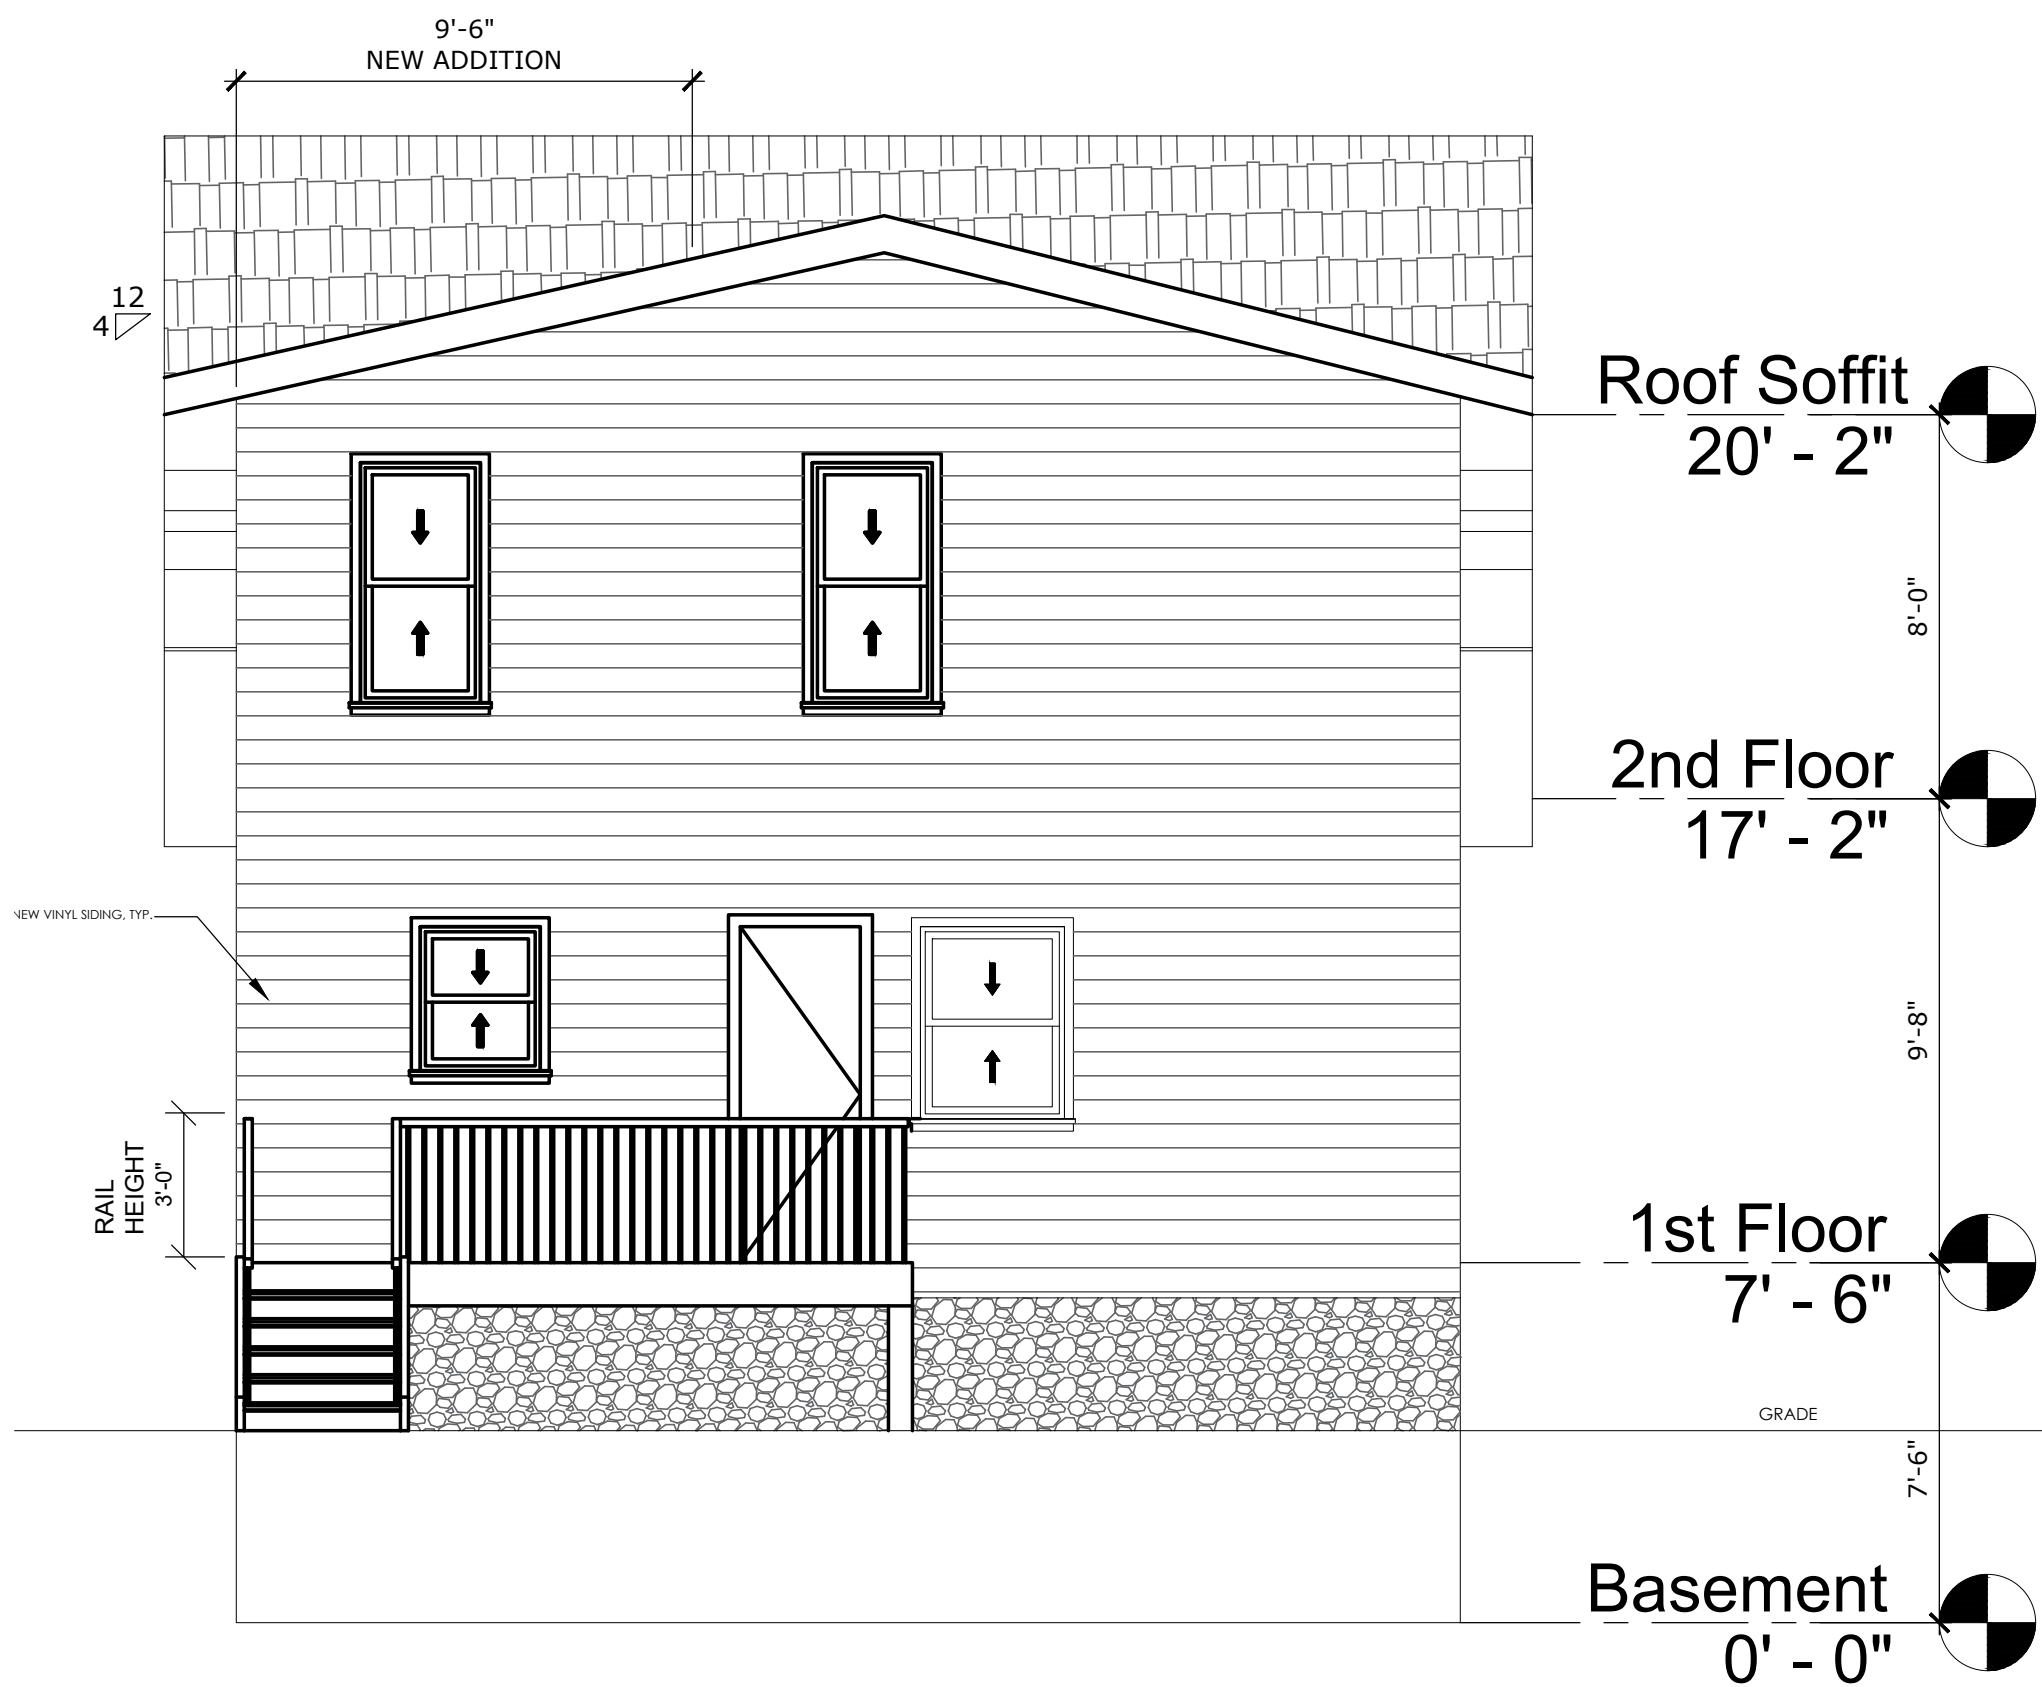 9'-6"
NEW ADDITION
12
4
Roof Soffit
20' - 2"
8'-0"
2nd Floor
17' - 2"
NEW VINYL SIDING, TYP.
9'-8"
RAIL
HEIGHT
3'-0"
1st Floor
7' - 6"
GRADE
7'-6"
Basement
0' - 0"